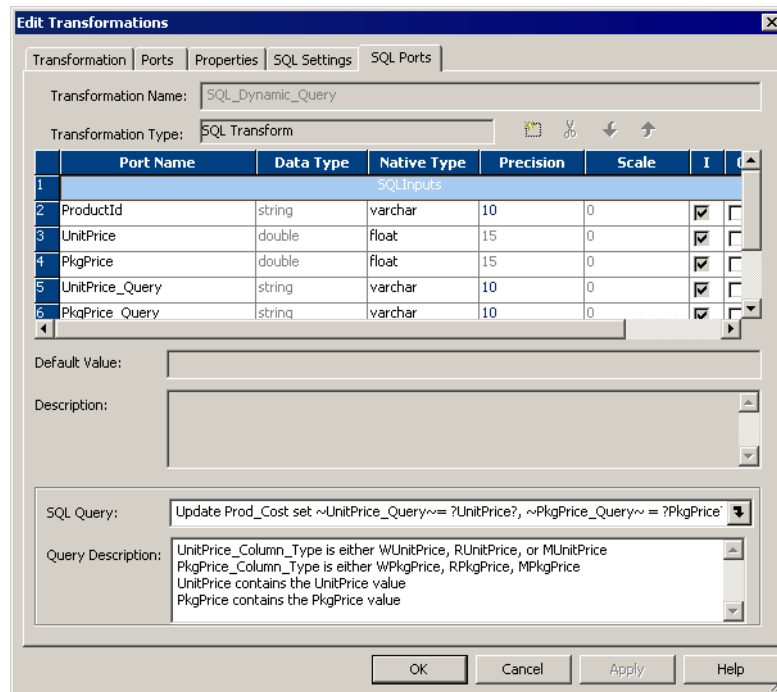 Edit Transformations
Transformation Ports Properties SQL Settings SQL Ports
Transformation Name: SQL_Dynamic_Query
Transformation Type: SQL Transform
Port Name Data Type Native Type Precision Scale I
1 SQLInputs
2 ProductId string varchar 10 0
3 UnitPrice double float 15 0
4 PkgPrice double float 15 0
5 UnitPrice_Query string varchar 10 0
6 PkgPrice_Query string varchar 10 0
Default Value:
Description:
SQL Query: Update Prod_Cost set ~UnitPrice_Query~= ?UnitPrice?, ~PkgPrice_Query~ = ?PkgPrice?
Query Description: UnitPrice_Column_Type is either WUnitPrice, RUnitPrice, or MUnitPrice
PkgPrice_Column_Type is either WPkgPrice, RPkgPrice, MPkgPrice
UnitPrice contains the UnitPrice value
PkgPrice contains the PkgPrice value
OK Cancel Apply Help